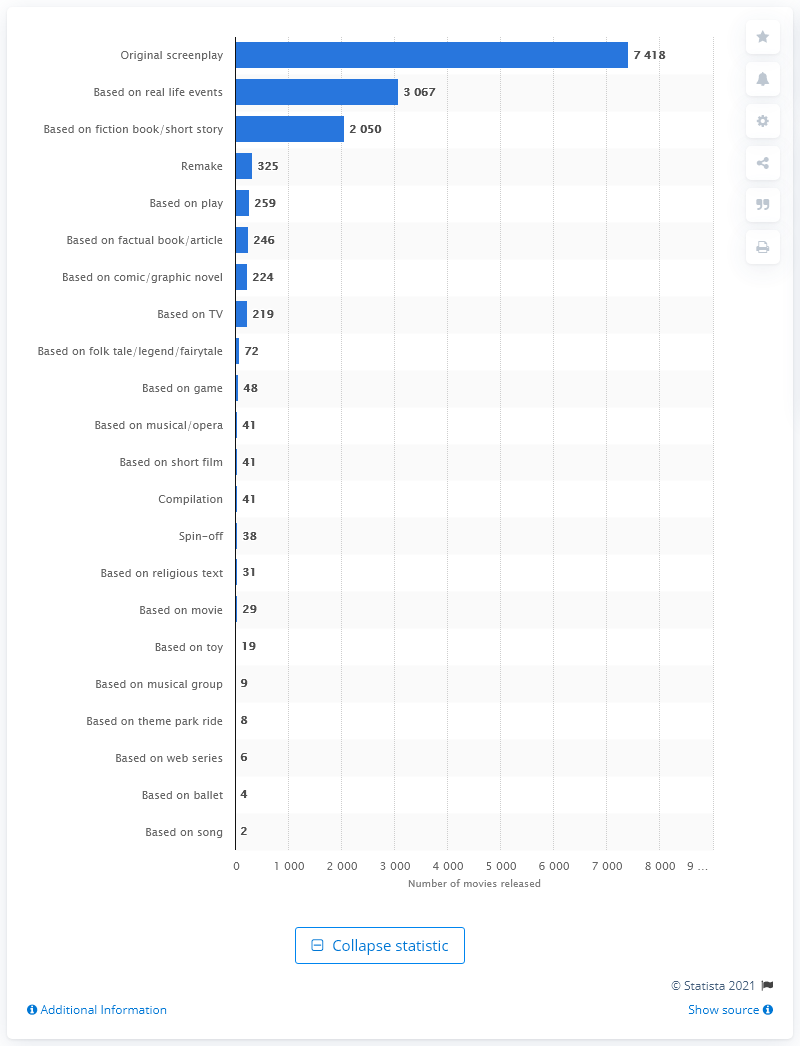 Original screenplay 7 418
Based on real life events 3 067
Based on fiction book/short story 2 050
Remake 325
Based on play 259
Based on factual book/article 246
Based on comic/graphic novel 224
Based on TV 219
Based on folk tale/legend/fairytale 72
Based on game 48
Based on musical/opera 41
Based on short film 41
Compilation 41
Spin-off 38
Based on religious text 31
Based on movie 29
Based on toy 19
Based on musical group 9
Based on theme park ride 8
Based on web series 6
Based on ballet 4
Based on song 2
0 1 000 2 000 3 000 4 000 5 000 6 000 7 000 8 000 9 ...
Number of movies released
Collapse statistic
© Statista 2021
Additional Information Show source